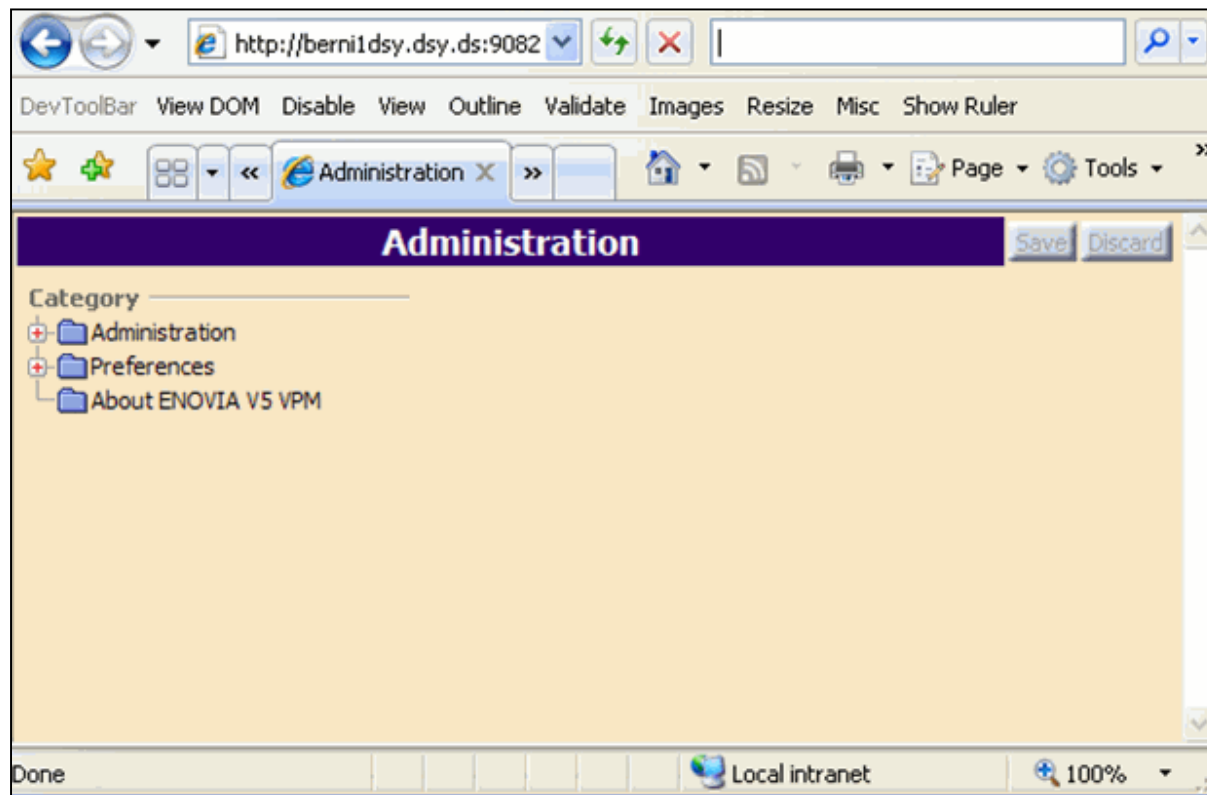 http://berni1dsy.dsy.ds:9082
DevToolBar View DOM Disable View Outline Validate Images Resize Misc Show Ruler
Administration Page Tools
Administration Save Discard
Category
Administration
Preferences
About ENOVIA V5 VPM
Done Local intranet 100%